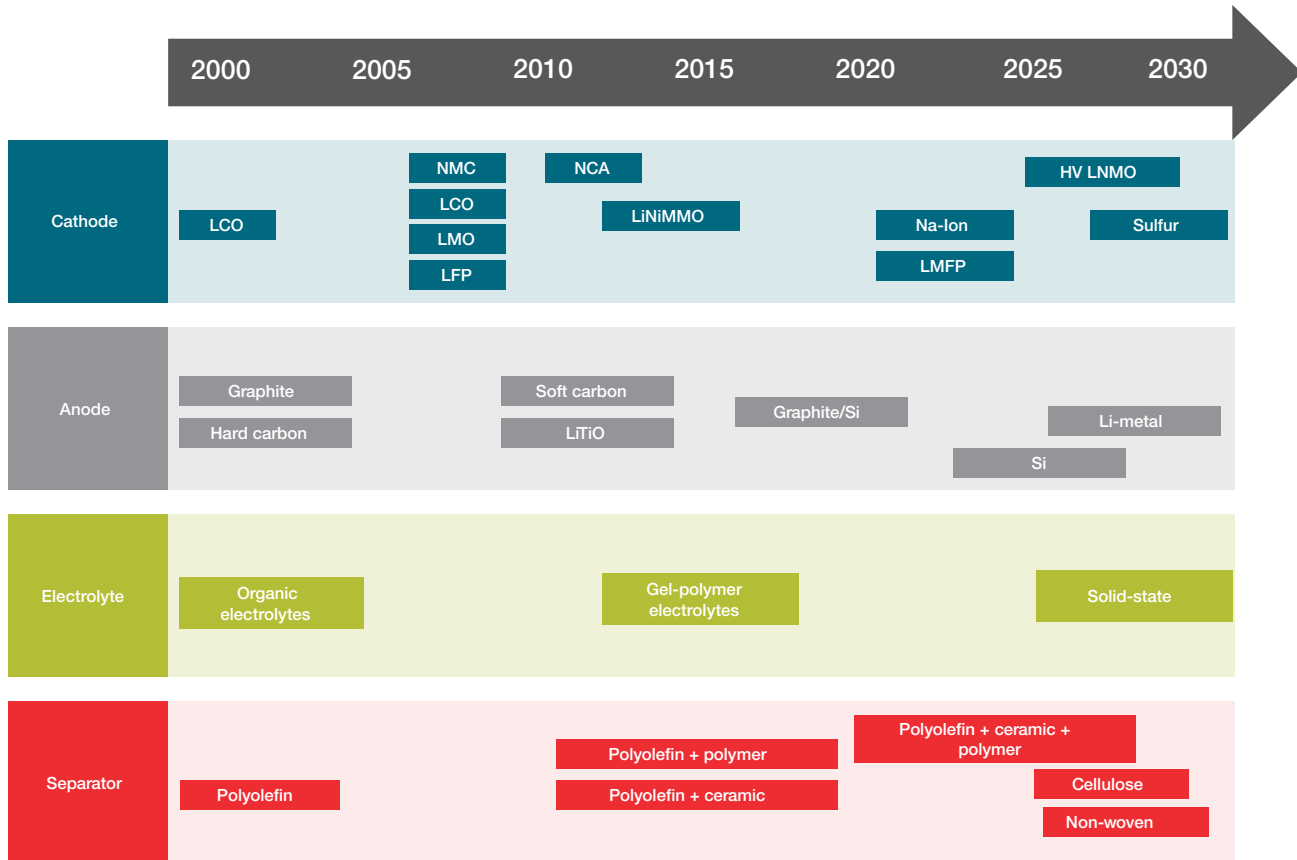 2000 2005 2010 2015 2020 2025 2030
Cathode
LCO
NMC
LCO
LMO
LFP
NCA
LiNiMMO
Na-Ion
LMFP
HV LNMO
Sulfur
Anode
Graphite
Hard carbon
Soft carbon
LiTiO
Graphite/Si
Si
Li-metal
Electrolyte
Organic
electrolytes
Gel-polymer
electrolytes
Solid-state
Separator
Polyolefin
Polyolefin + polymer
Polyolefin + ceramic
Polyolefin + ceramic +
polymer
Cellulose
Non-woven